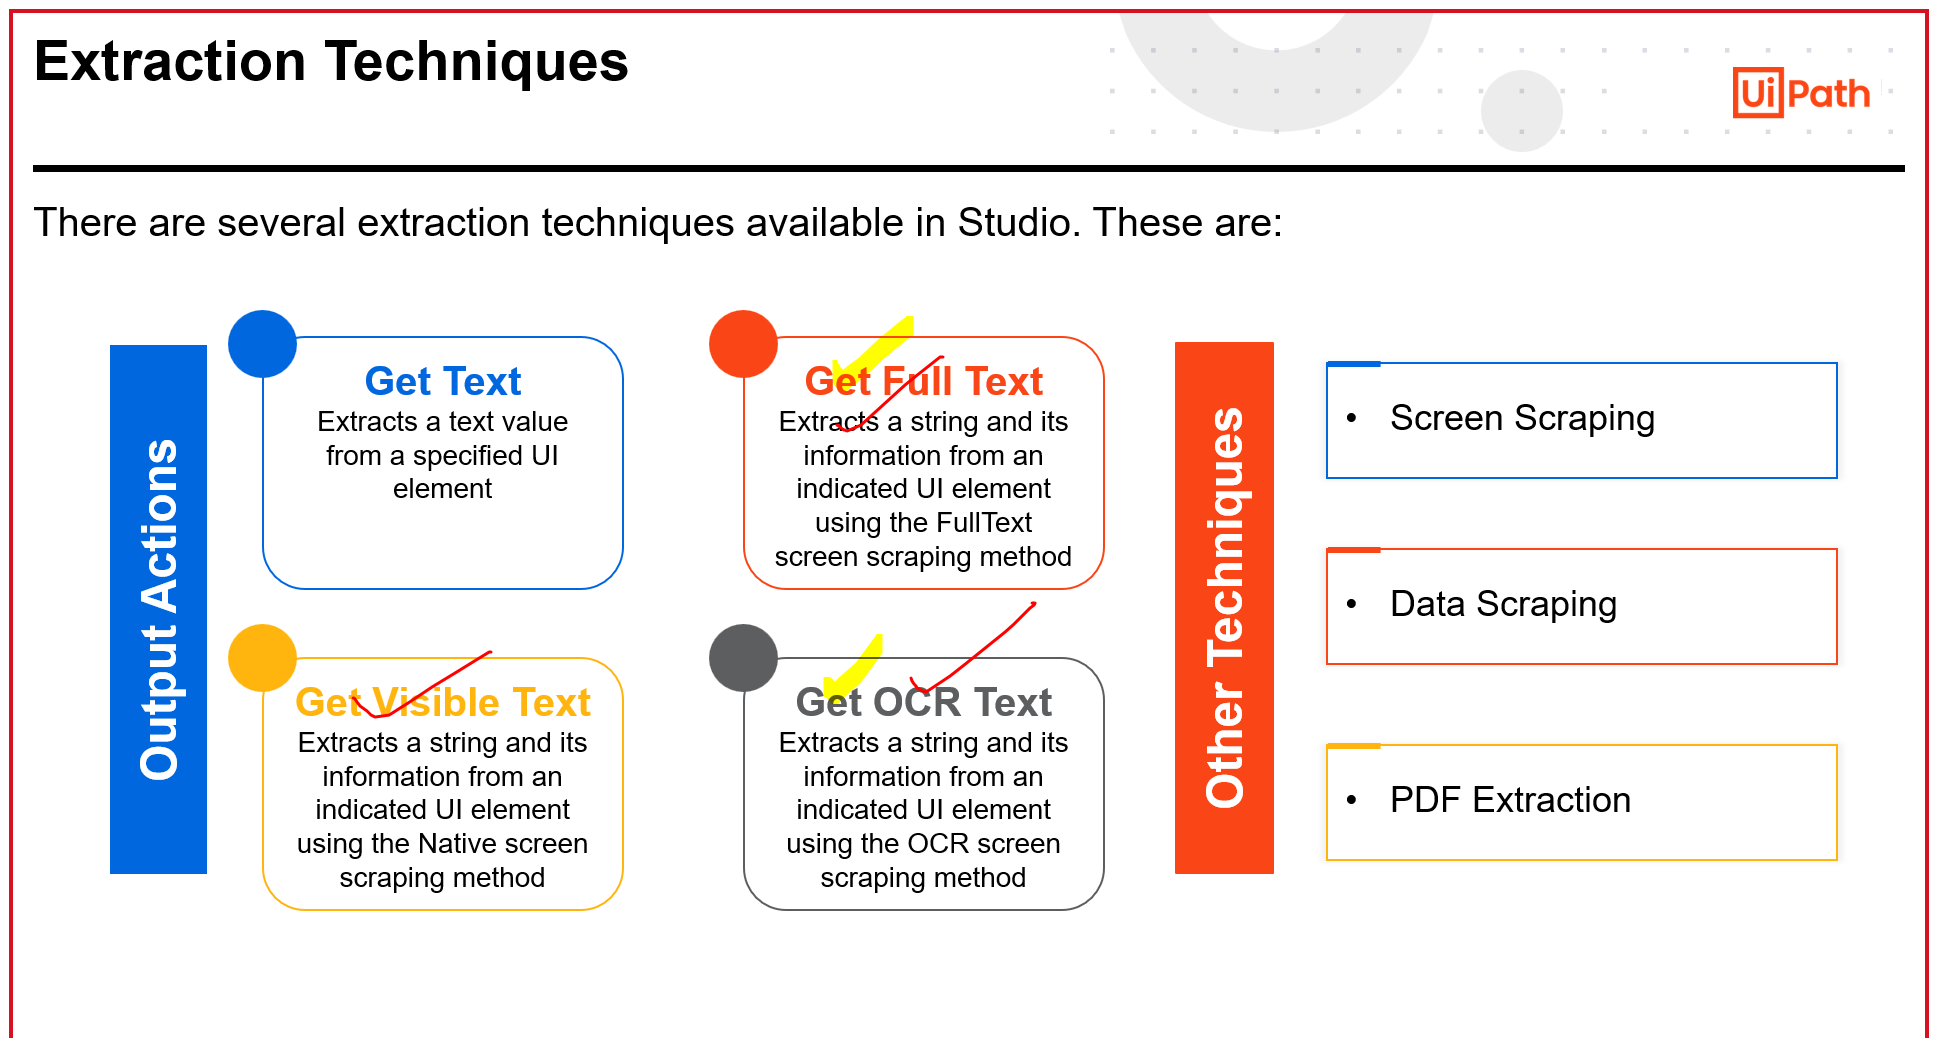 Extraction Techniques
UiPath
There are several extraction techniques available in Studio. These are:
Output Actions
Get Text
Extracts a text value
from a specified UI
element
Get Full Text
Extracts a string and its
information from an
indicated UI element
using the FullText
screen scraping method
Get Visible Text
Extracts a string and its
information from an
indicated UI element
using the Native screen
scraping method
Get OCR Text
Extracts a string and its
information from an
indicated UI element
using the OCR screen
scraping method
Other Techniques
• Screen Scraping
• Data Scraping
• PDF Extraction